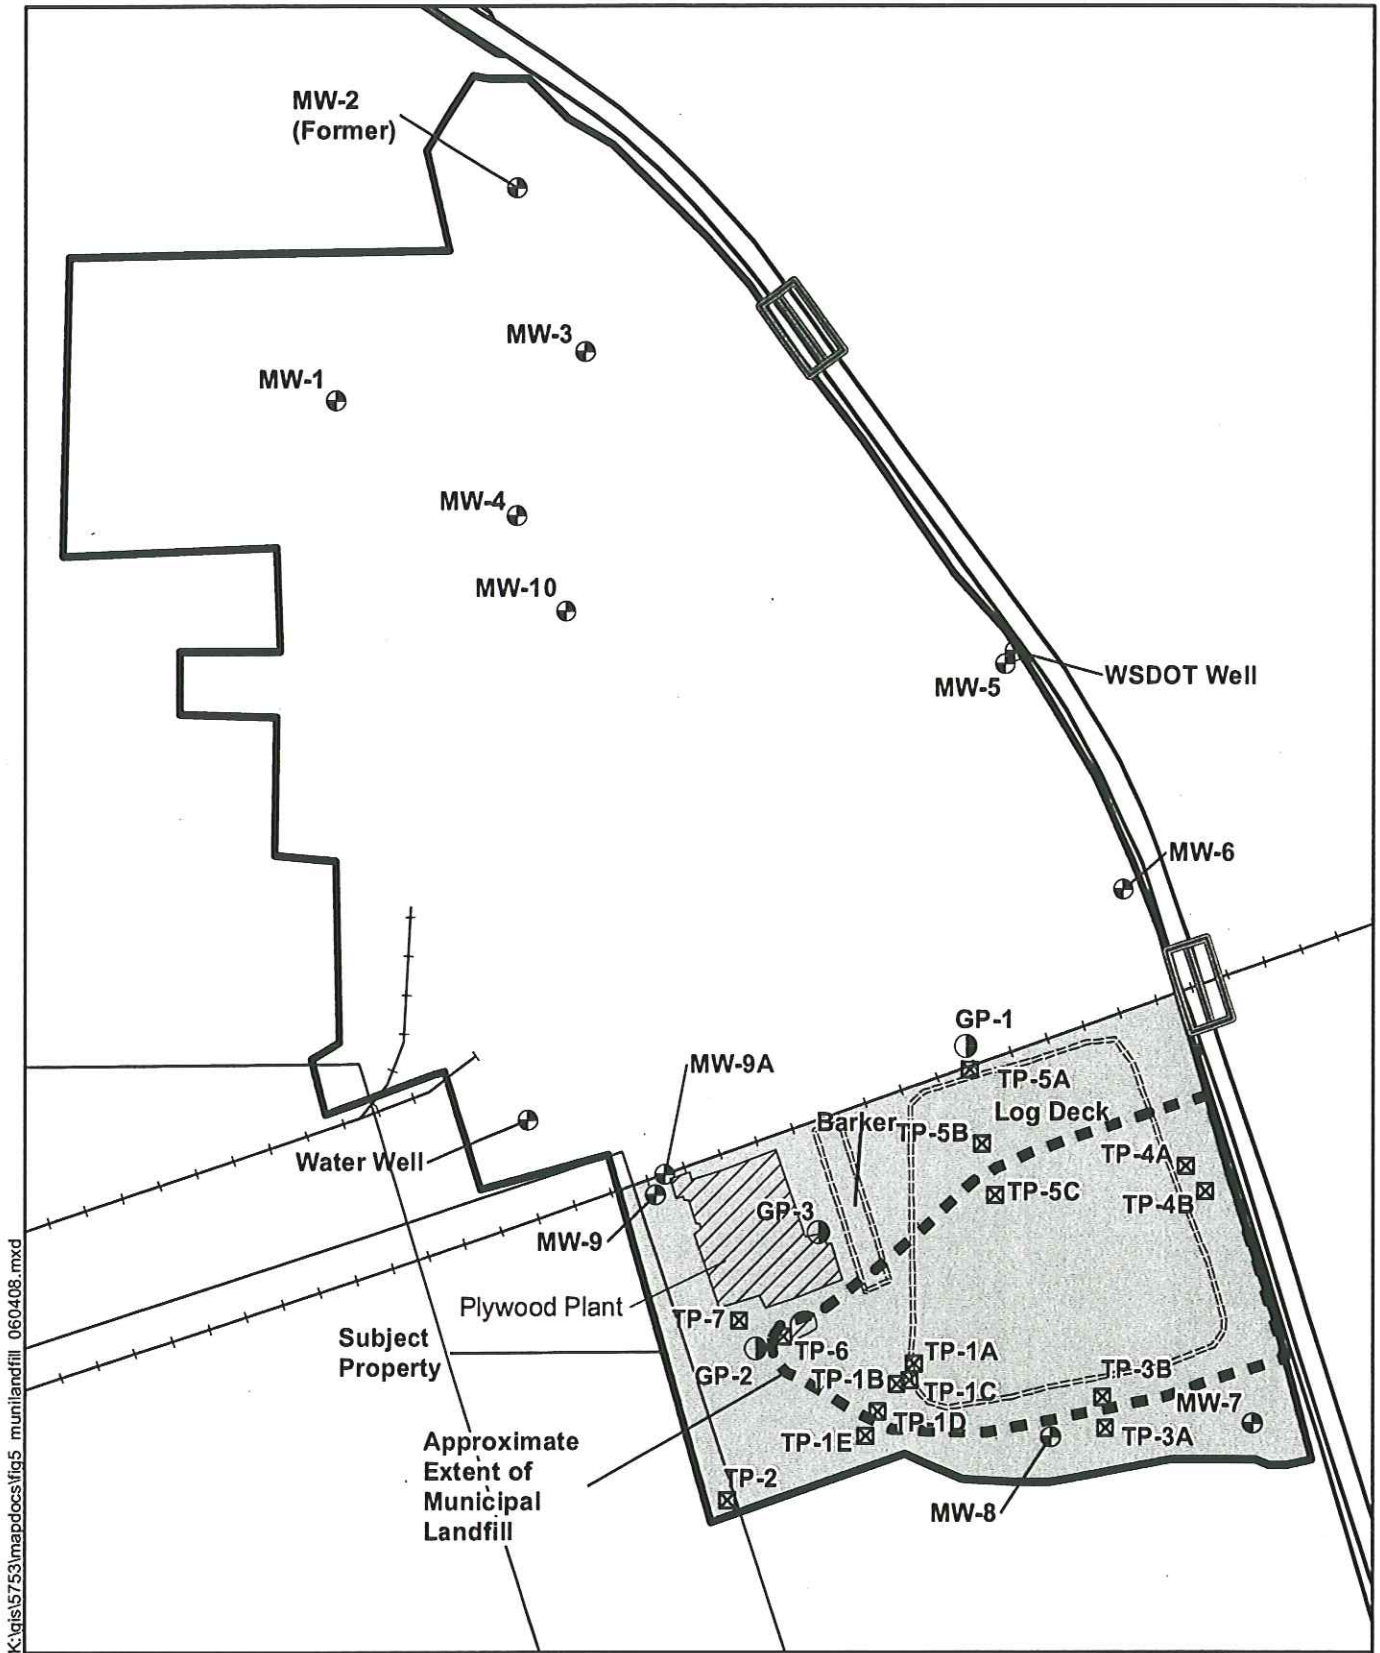 MW-2
(Former)
MW-3
MW-1
MW-4
MW-10
MW-5
WSDOT Well
MW-6
GP-1
TP-5A
Log Deck
MW-9A
Barker
TP-5B
TP-4A
Water Well
TP-5C
TP-4B
GP-3
MW-9
Plywood Plant
TP-7
Subject
Property
TP-6
TP-1A
GP-2
TP-1B
TP-1C
TP-3B
MW-7
TP-1D
TP-1E
TP-3A
Approximate
Extent of
Municipal
Landfill
TP-2
MW-8
K:\gis\5753\mapdocs\fig5_munilandfill_060408.mxd